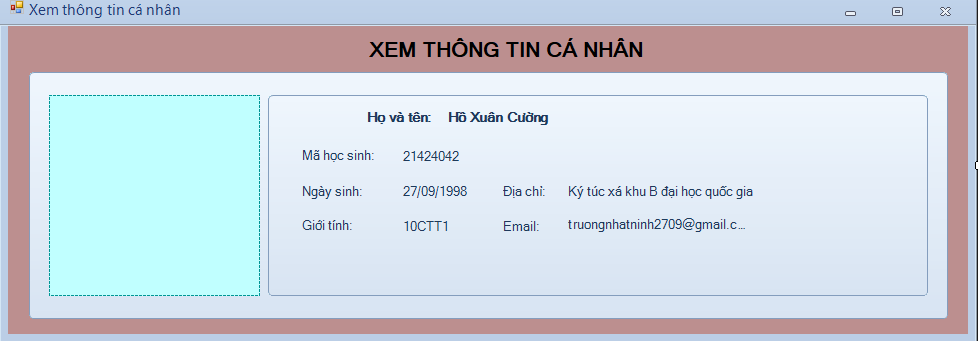 Xem thông tin cá nhân
XEM THÔNG TIN CÁ NHÂN
Họ và tên: Hồ Xuân Cường
Mã học sinh: 21424042
Ngày sinh: 27/09/1998 Địa chỉ: Ký túc xá khu B đại học quốc gia
Giới tính: 10CTT1 Email: truongnhatninh2709@gmail.c...